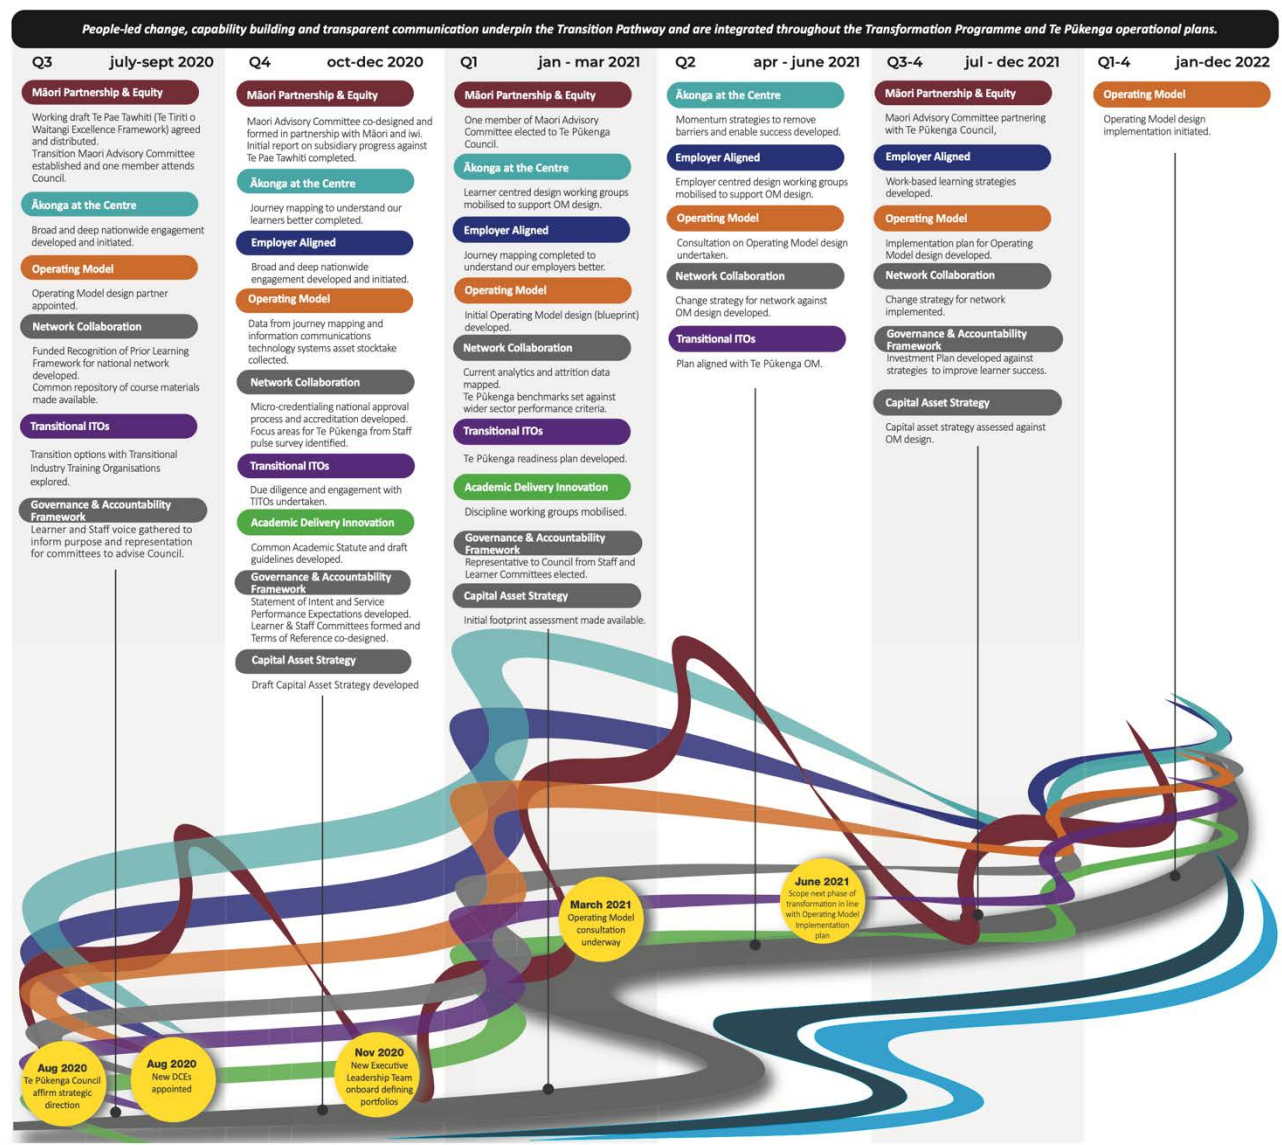 People-led change, capability building and transparent communication underpin the Transition Pathway and are integrated throughout the Transformation Programme and Te Pūkenga operational plans.
Q3 july-sept 2020
Māori Partnership & Equity
Working draft Te Pae Tawhiti (Te Tiriti o
Waitangi Excellence Framework) agreed
and distributed.
Transition Maori Advisory Committee
established and one member attends
Council.
Ākonga at the Centre
Broad and deep nationwide engagement
developed and initiated.
Operating Model
Operating Model design partner
appointed.
Network Collaboration
Funded Recognition of Prior Learning
Framework for national network
developed.
Common repository of course materials
made available.
Transitional ITOs
Transition options with Transitional
Industry Training Organisations
explored.
Governance & Accountability
Framework
Learner and Staff voice gathered to
inform purpose and representation
for committees to advise Council.
Q4 oct-dec 2020
Māori Partnership & Equity
Maori Advisory Committee co-designed and
formed in partnership with Māori and iwi.
Initial report on subsidiary progress against
Te Pae Tawhiti completed.
Ākonga at the Centre
Journey mapping to understand our
learners better completed.
Employer Aligned
Broad and deep nationwide
engagement developed and initiated.
Operating Model
Data from journey mapping and
information communications
technology systems asset stocktake
collected.
Network Collaboration
Micro-credentialing national approval
process and accreditation developed.
Focus areas for Te Pūkenga from Staff
pulse survey identified.
Transitional ITOs
Due diligence and engagement with
TITOs undertaken.
Academic Delivery Innovation
Common Academic Statute and draft
guidelines developed.
Governance & Accountability
Framework
Statement of Intent and Service
Performance Expectations developed.
Learner & Staff Committees formed and
Terms of Reference co-designed.
Capital Asset Strategy
Draft Capital Asset Strategy developed
Q1 jan - mar 2021
Māori Partnership & Equity
One member of Maori Advisory
Committee elected to Te Pūkenga
Council.
Ākonga at the Centre
Learner centred design working groups
mobilised to support OM design.
Employer Aligned
Journey mapping completed to
understand our employers better.
Operating Model
Initial Operating Model design (blueprint)
developed.
Network Collaboration
Current analytics and attrition data
mapped.
Te Pūkenga benchmarks set against
wider sector performance criteria.
Transitional ITOs
Te Pūkenga readiness plan developed.
Academic Delivery Innovation
Discipline working groups mobilised.
Governance & Accountability
Framework
Representative to Council from Staff and
Learner Committees elected.
Capital Asset Strategy
Initial footprint assessment made available.
Q2 apr - june 2021
Ākonga at the Centre
Momentum strategies to remove
barriers and enable success developed.
Employer Aligned
Employer centred design working groups
mobilised to support OM design.
Operating Model
Consultation on Operating Model design
undertaken.
Network Collaboration
Change strategy for network against
OM design developed.
Transitional ITOs
Plan aligned with Te Pūkenga OM.
Q3-4 jul - dec 2021
Māori Partnership & Equity
Maori Advisory Committee partnering
with Te Pūkenga Council,
Employer Aligned
Work-based learning strategies
developed.
Operating Model
Implementation plan for Operating
Model design developed.
Network Collaboration
Change strategy for network
implemented.
Governance & Accountability
Framework
Investment Plan developed against
strategies to improve learner success.
Capital Asset Strategy
Capital asset strategy assessed against
OM design.
Q1-4 jan-dec 2022
Operating Model
Operating Model design
implementation initiated.
Aug 2020
Te Pūkenga Council
affirm strategic
direction
Aug 2020
New DCEs
appointed
Nov 2020
New Executive
Leadership Team
onboard defining
portfolios
March 2021
Operating Model
consultation
underway
June 2021
Scope next phase of
transformation in line
with Operating Model
Implementation
plan